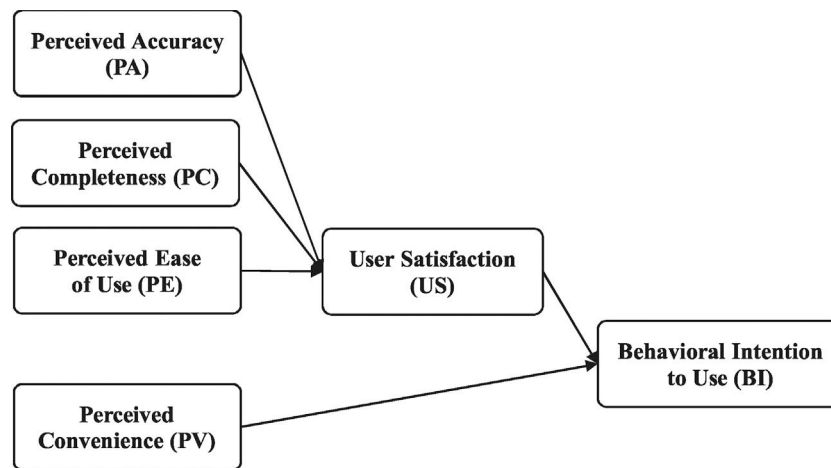 Perceived Accuracy
(PA)
Perceived
Completeness (PC)
Perceived Ease
of Use (PE)
User Satisfaction
(US)
Behavioral Intention
to Use (BI)
Perceived
Convenience (PV)